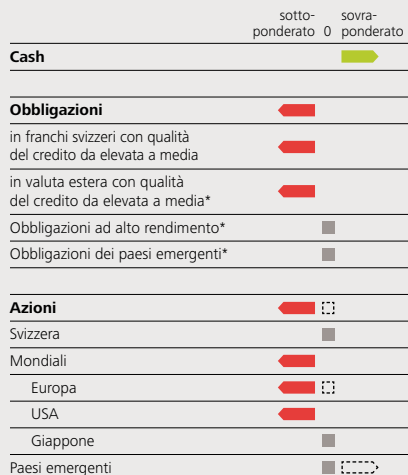 sotto- sovra-
ponderato 0 ponderato
Cash
Obbligazioni
in franchi svizzeri con qualità
del credito da elevata a media
in valuta estera con qualità
del credito da elevata a media*
Obbligazioni ad alto rendimento*
Obbligazioni dei paesi emergenti*
Azioni
Svizzera
Mondiali
Europa
USA
Giappone
Paesi emergenti